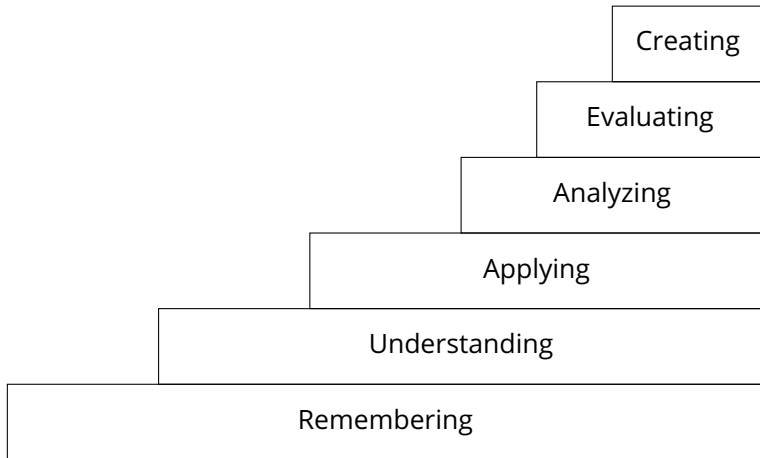 Creating
Evaluating
Analyzing
Applying
Understanding
Remembering